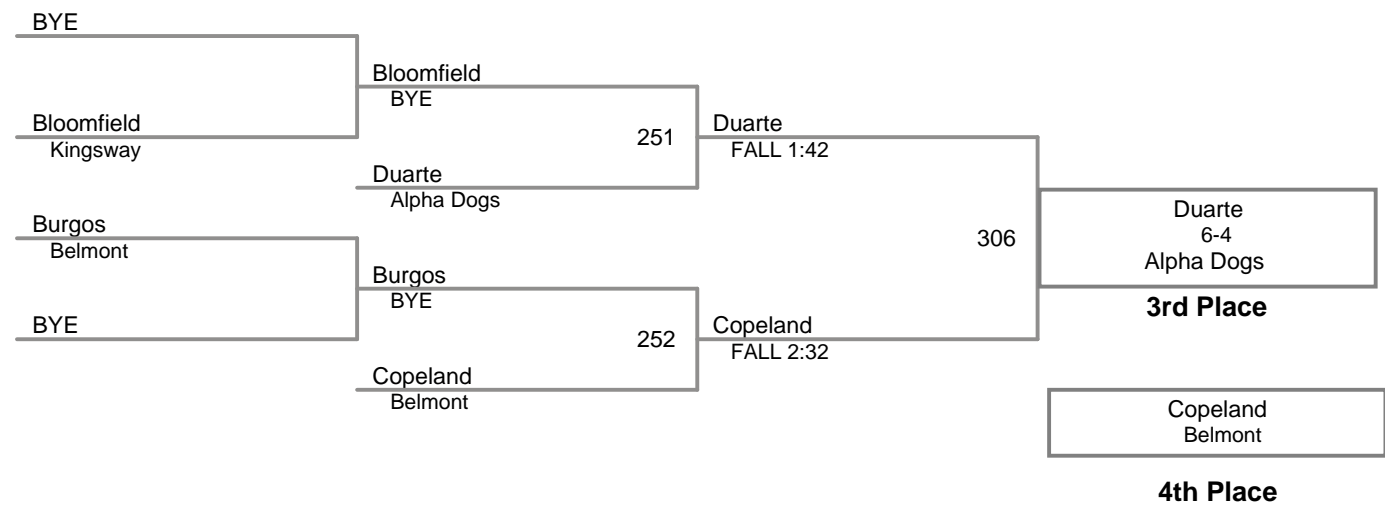 BYE
Bloomfield
Kingsway
Burgos
Belmont
BYE
Bloomfield
BYE
Duarte
Alpha Dogs
Burgos
BYE
Copeland
Belmont
251
252
Duarte
FALL 1:42
Copeland
FALL 2:32
306
Duarte
6-4
Alpha Dogs
3rd Place
Copeland
Belmont
4th Place